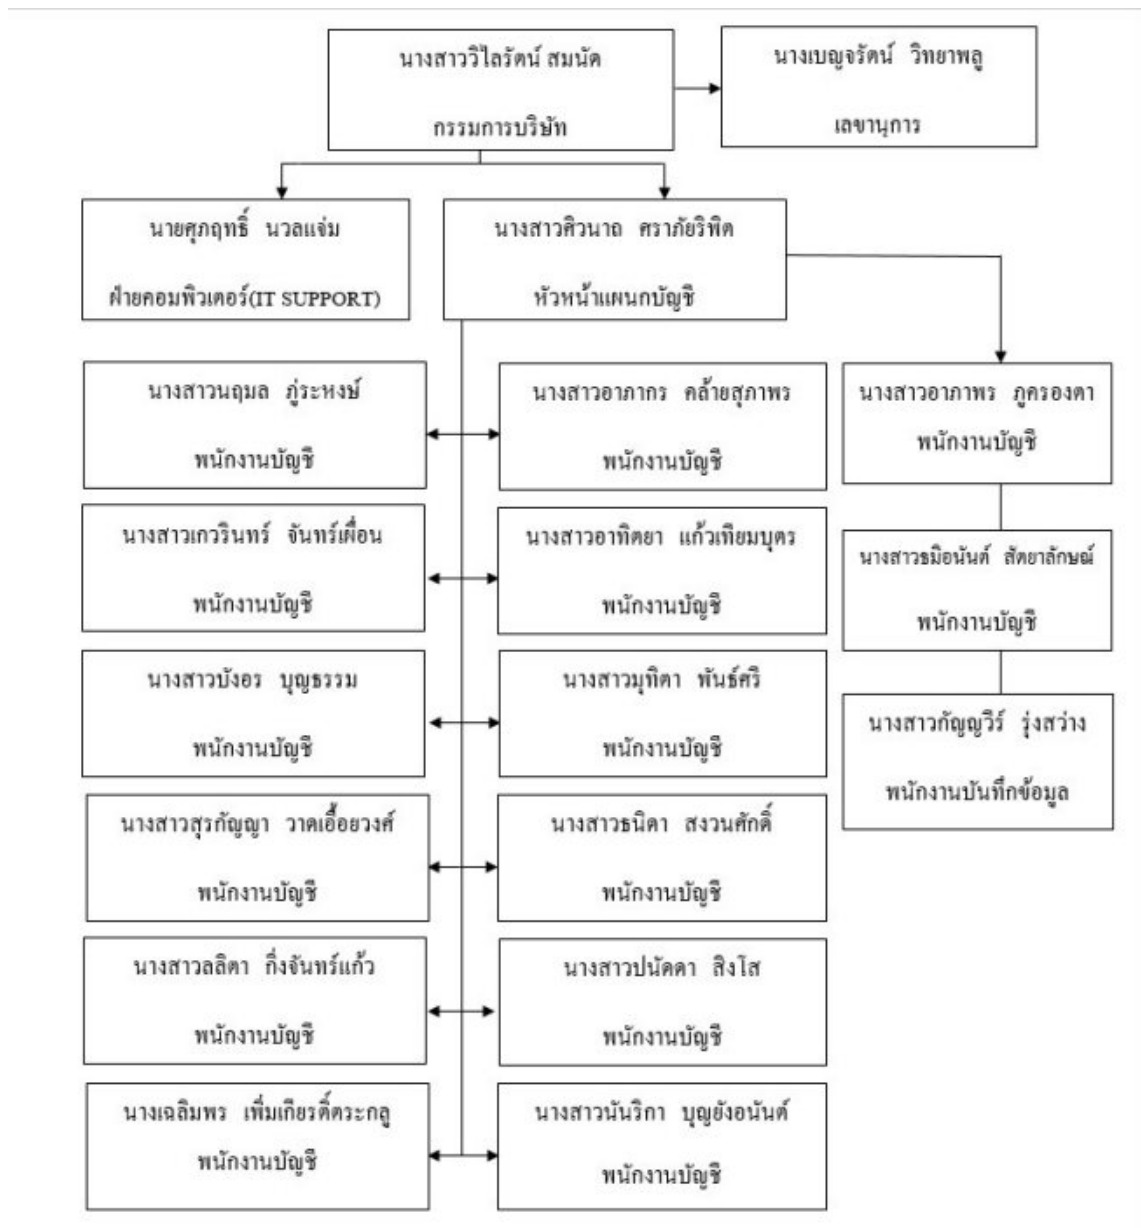 นางสาววิไลรัตน์ สมนัด
กรรมการบริษัท
นางเบญจรัตน์ วิทยาพลู
เลขานุการ
นายศุภฤทธิ์ นวลแจ่ม
ฝ่ายคอมพิวเตอร์(IT SUPPORT)
นางสาวศิวนาถ ศราภัยริพิต
หัวหน้าแผนกบัญชี
นางสาวนฤมล ภู่ระหงษ์
พนักงานบัญชี
นางสาวอาภากร คล้ายสุภาพร
พนักงานบัญชี
นางสาวอาภาพร ภูครองตา
พนักงานบัญชี
นางสาวเกวรินทร์ จันทร์เผื่อน
พนักงานบัญชี
นางสาวอาทิตยา แก้วเทียมบุตร
พนักงานบัญชี
นางสาวธมิอนันต์ สัตยาลักษณ์
พนักงานบัญชี
นางสาวบังอร บุญธรรม
พนักงานบัญชี
นางสาวมุทิตา พันธ์ศรี
พนักงานบัญชี
นางสาวกัญญวีร์ รุ่งสว่าง
พนักงานบันทึกข้อมูล
นางสาวสุรกัญญา วาดเอื้อยวงศ์
พนักงานบัญชี
นางสาวธนิดา สงวนศักดิ์
พนักงานบัญชี
นางสาวลลิตา กิ่งจันทร์แก้ว
พนักงานบัญชี
นางสาวปนัดดา สิงโส
พนักงานบัญชี
นางเฉลิมพร เพิ่มเกียรติ์ตระกลู
พนักงานบัญชี
นางสาวนันริกา บุญยังอนันต์
พนักงานบัญชี